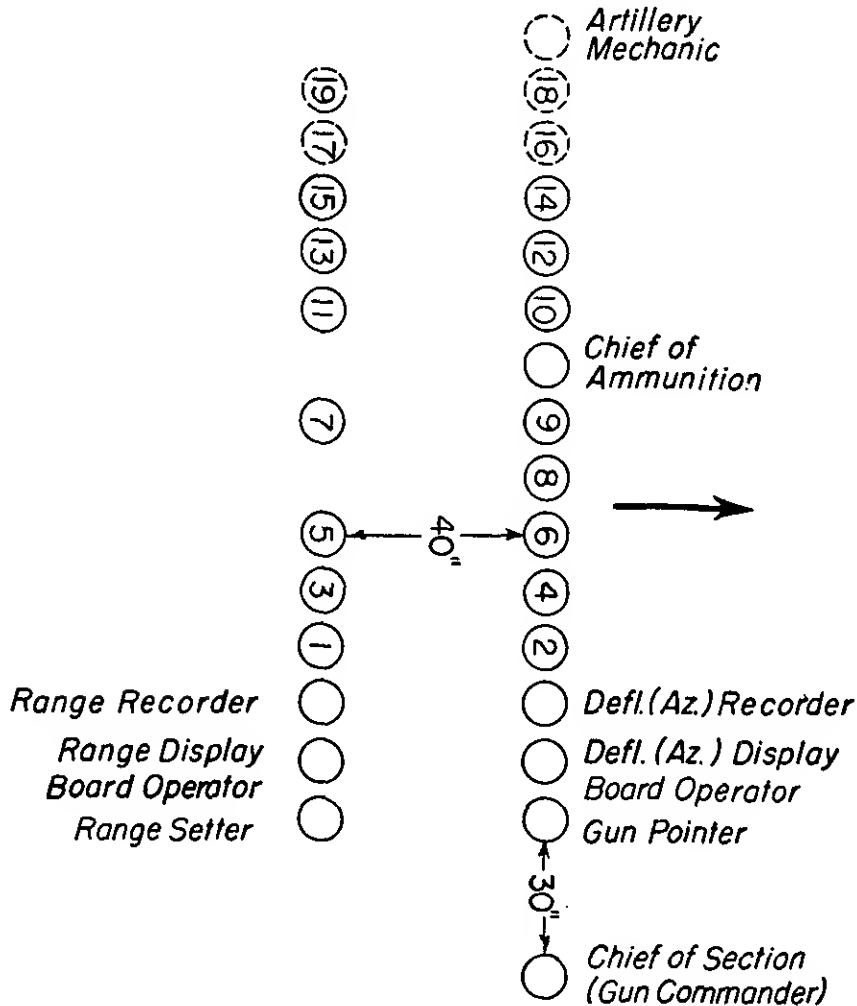 Artillery
Mechanic
19
18
17
16
15
14
13
12
11
10
Chief of
Ammunition
7
9
8
5
40"
6
3
4
1
2
Range Recorder
Defl.(Az.) Recorder
Range Display
Board Operator
Defl.(Az.) Display
Board Operator
Range Setter
Gun Pointer
30"
Chief of Section
(Gun Commander)